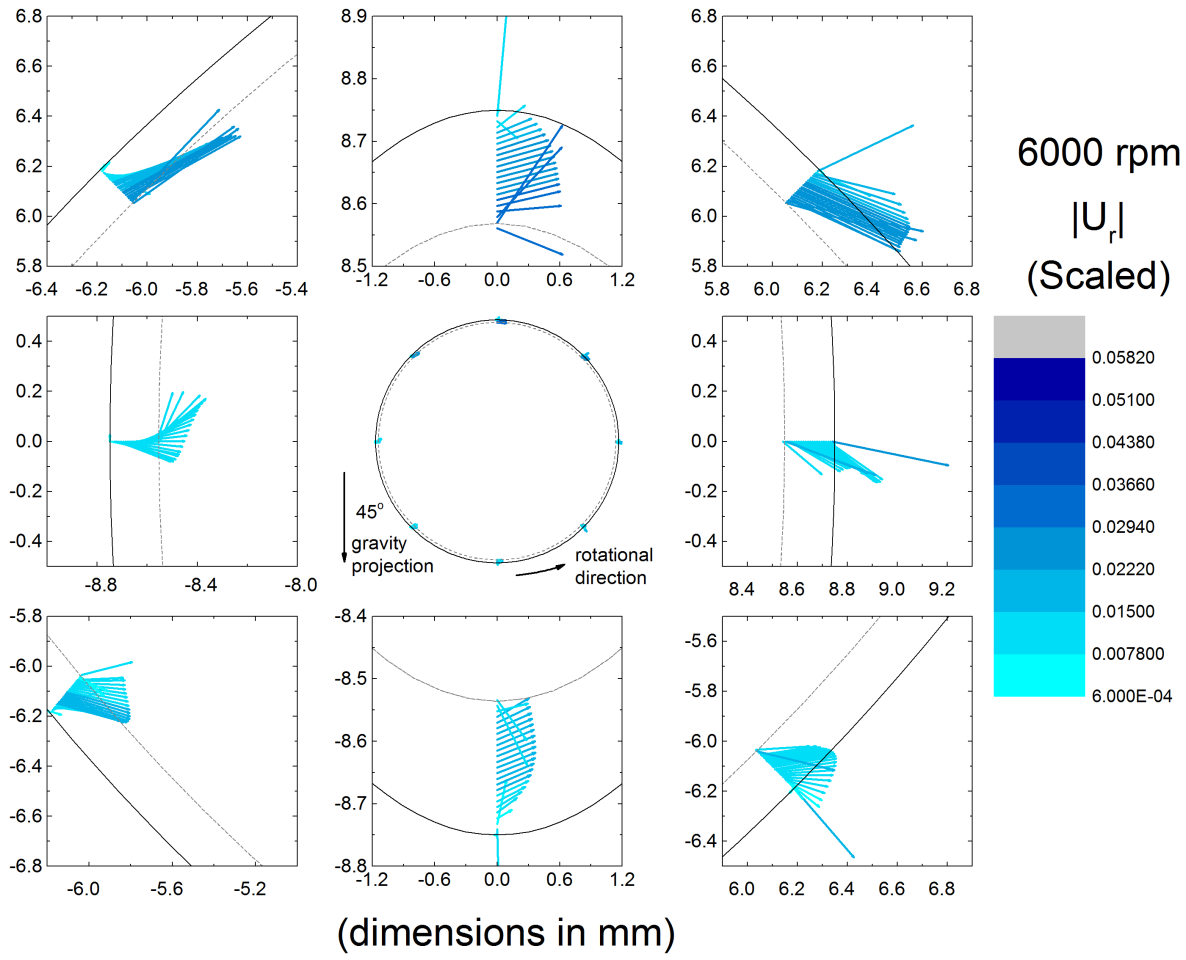 6.8
6.6
6.4
6.2
6.0
5.8
-6.4 -6.2 -6.0 -5.8 -5.6 -5.4
8.9
8.8
8.7
8.6
8.5
-1.2 -0.6 0.0 0.6 1.2
6.8
6.6
6.4
6.2
6.0
5.8
5.8 6.0 6.2 6.4 6.6 6.8
6000 rpm
|Ur|
(Scaled)
0.4
0.2
0.0
-0.2
-0.4
-8.8 -8.4 -8.0
45o
gravity
projection
rotational
direction
0.4
0.2
0.0
-0.2
-0.4
8.4 8.6 8.8 9.0 9.2
0.05820
0.05100
0.04380
0.03660
0.02940
0.02220
0.01500
0.007800
6.000E-04
-5.8
-6.0
-6.2
-6.4
-6.6
-6.8
-6.0 -5.6 -5.2
-8.4
-8.5
-8.6
-8.7
-8.8
-1.2 -0.6 0.0 0.6 1.2
-5.6
-5.8
-6.0
-6.2
-6.4
6.0 6.2 6.4 6.6 6.8
(dimensions in mm)